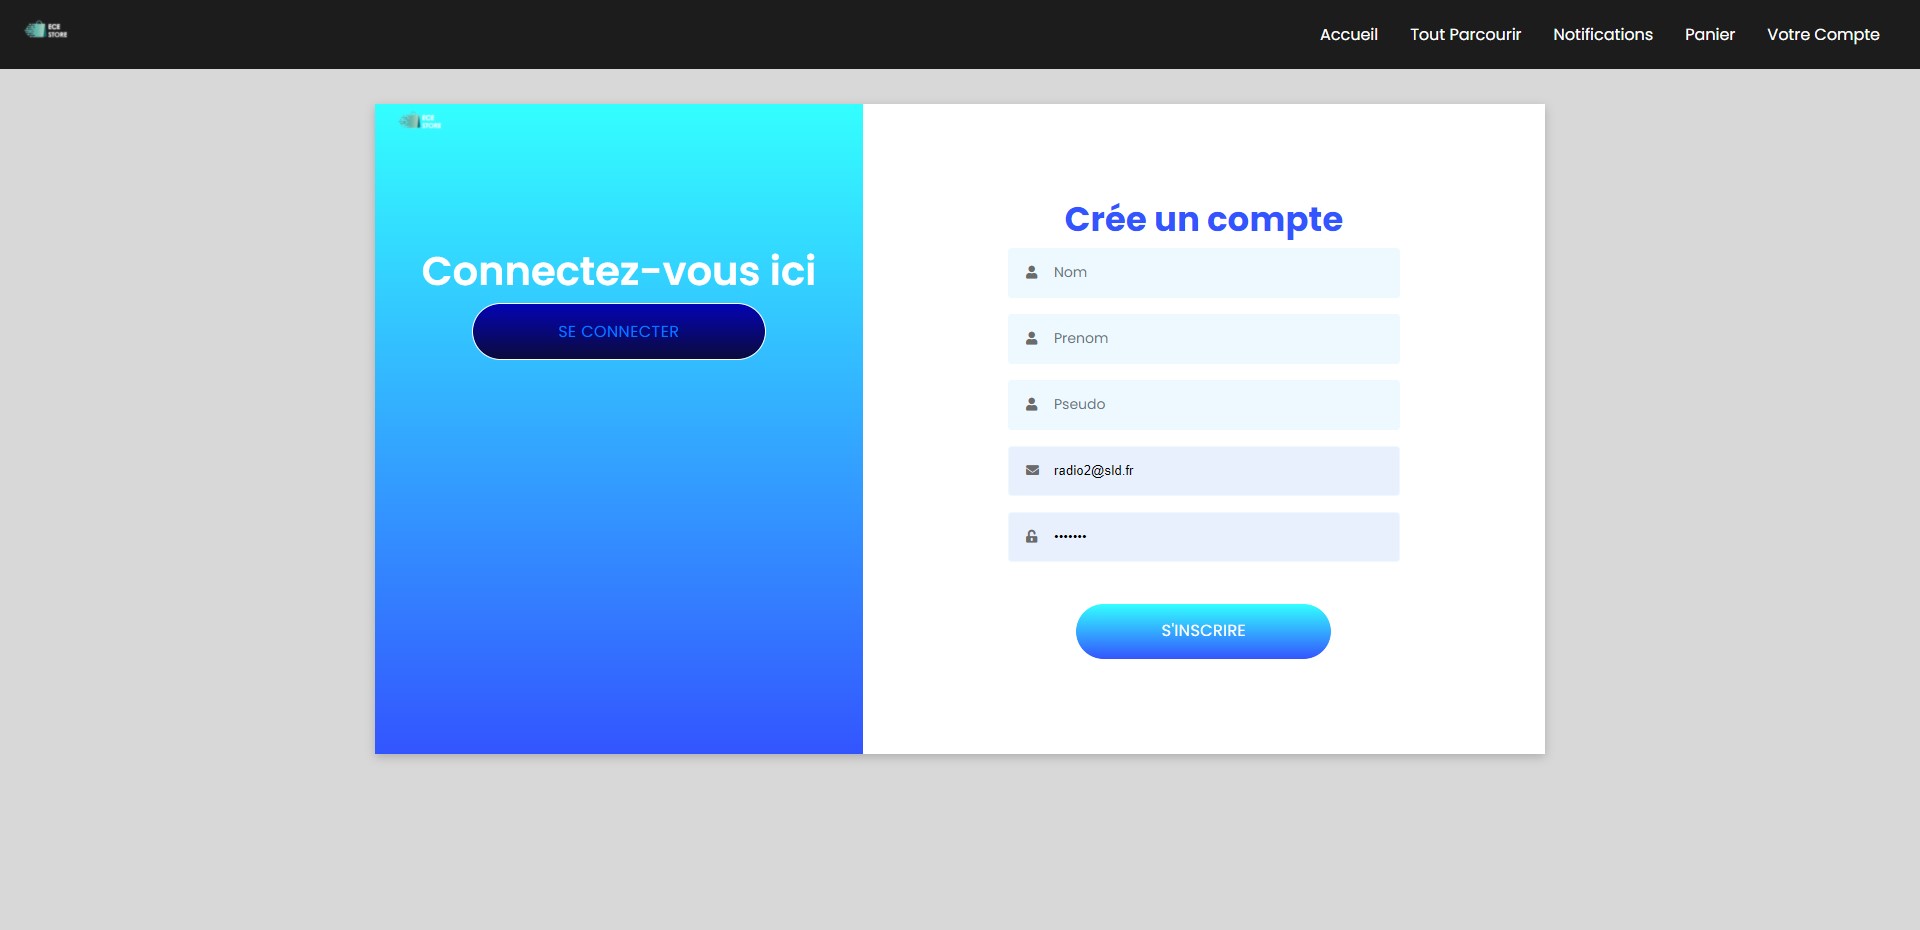 ECE
STORE
Accueil
Tout Parcourir
Notifications
Panier
Votre Compte
ECE
STORE
Connectez-vous ici
SE CONNECTER
Crée un compte
Nom
Prenom
Pseudo
radio2@sld.fr
•••••••
S'INSCRIRE